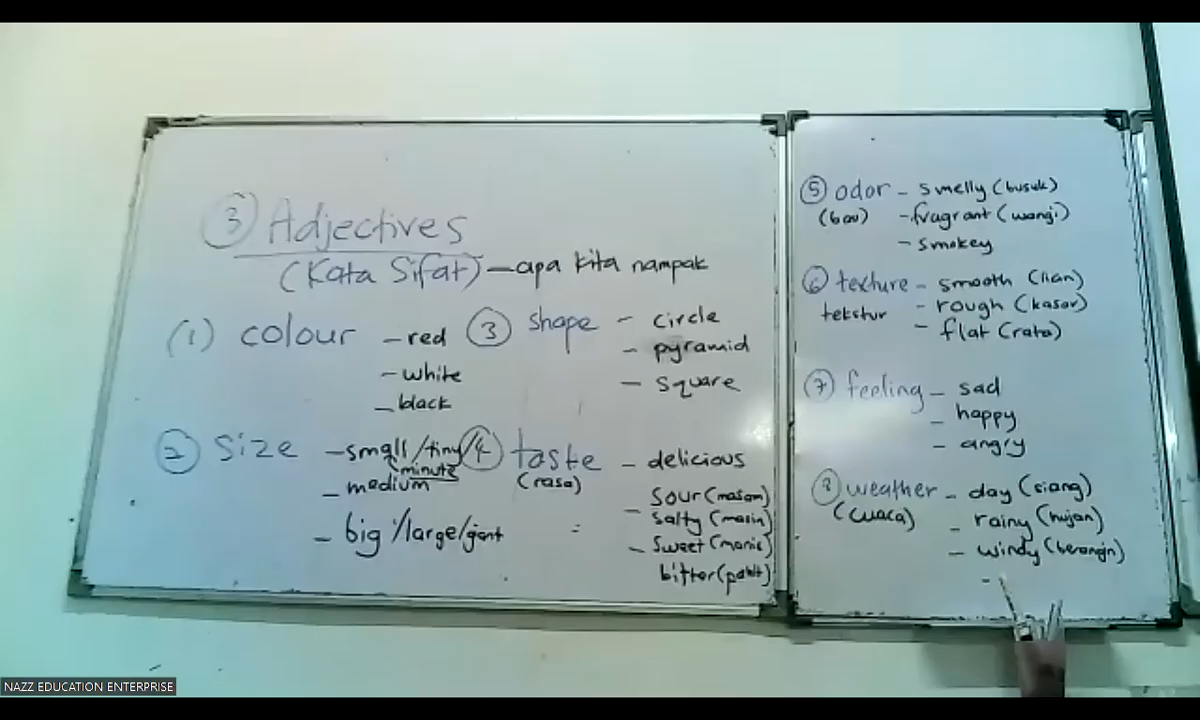 ③ Adjectives
(Kata Sifat) – apa kita nampak
(1) colour – red
– white
– black
② size – small/tiny/
(minute
– medium
– big/large/giant
③ shape – circle
– pyramid
– square
④ taste – delicious
(rasa)
– sour (masam)
salty (masin)
– sweet (manis)
bitter (pahit)
⑤ odor – smelly (busuk)
(bau) – fragrant (wangi)
– smokey
⑥ texture – smooth (lian)
tekstur – rough (kasar)
– flat (rata)
⑦ feeling – sad
– happy
– angry
⑧ weather – day (siang)
(cuaca) – rainy (hujan)
– windy (berangin)
-
NAZZ EDUCATION ENTERPRISE